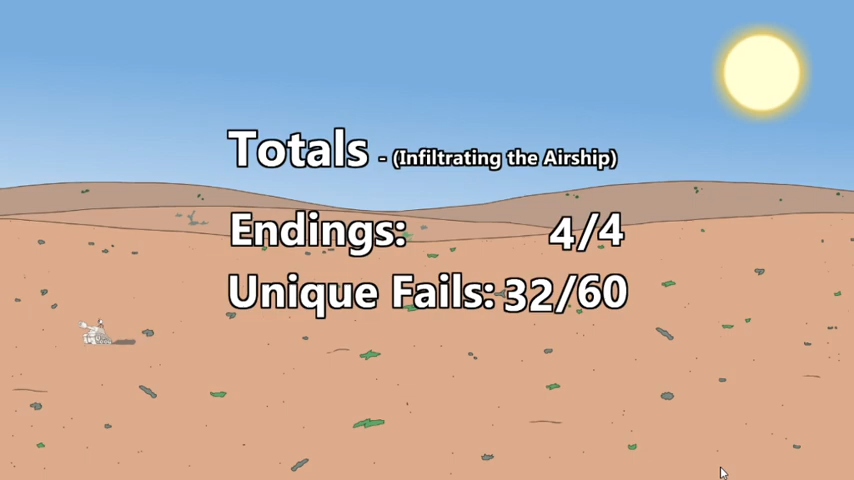 Totals - (Infiltrating the Airship)
Endings: 4/4
Unique Fails: 32/60